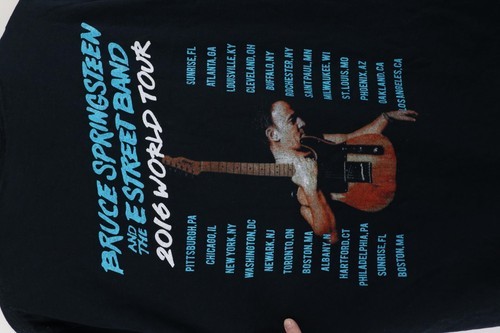 BRUCE SPRINGSTEEN
AND THE E STREET BAND
2016 WORLD TOUR
PITTSBURGH,PA
CHICAGO,IL
NEW YORK,NY
WASHINGTON,DC
NEWARK,NJ
TORONTO,ON
BOSTON,MA
ALBANY,N
HARTFORD,CT
PHILADELPHIA,PA
SUNRISE,FL
BOSTON,MA
SUNRISE,FL
ATLANTA,GA
LOUISVILLE,KY
CLEVELAND,OH
BUFFALO,NY
ROCHESTER,NY
SAINT PAUL,MN
MILWAUKEE,WI
ST.LOUIS,MO
PHOENIX,AZ
OAKLAND,CA
LOS ANGELES,CA